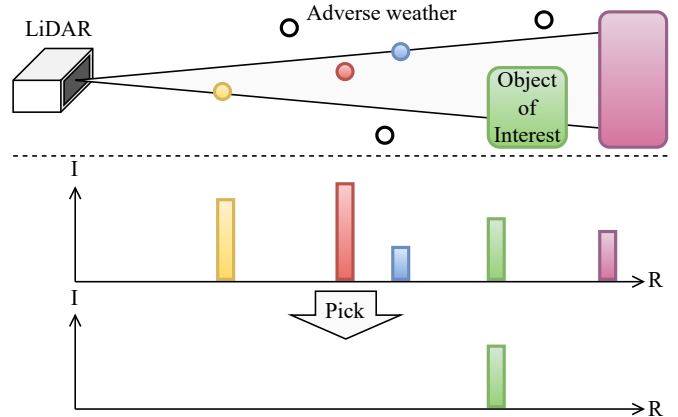 Adverse weather
LiDAR
Object
of
Interest
I
R
I
Pick
R